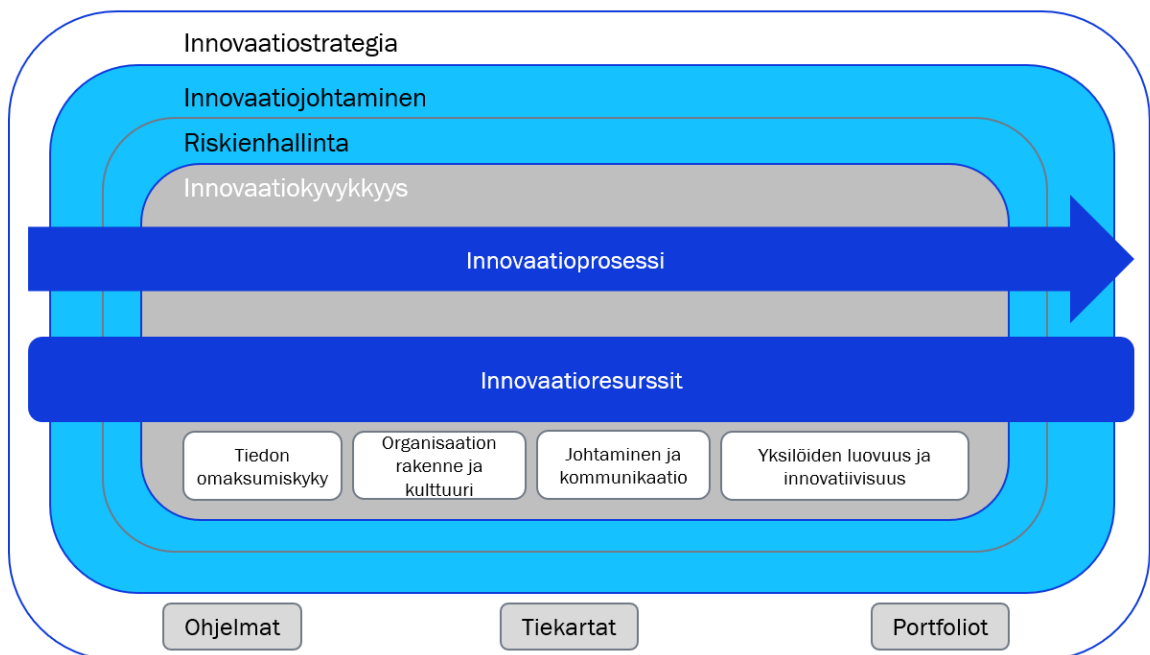 Innovaatiostrategia
Innovaatiojohtaminen
Riskienhallinta
Innovaatiokyvykkyys
Innovaatioprosessi
Innovaatioresurssit
Tiedon
omaksumiskyky
Organisaation
rakenne ja
kulttuuri
Johtaminen ja
kommunikaatio
Yksilöiden luovuus ja
innovatiivisuus
Ohjelmat
Tiekartat
Portfoliot